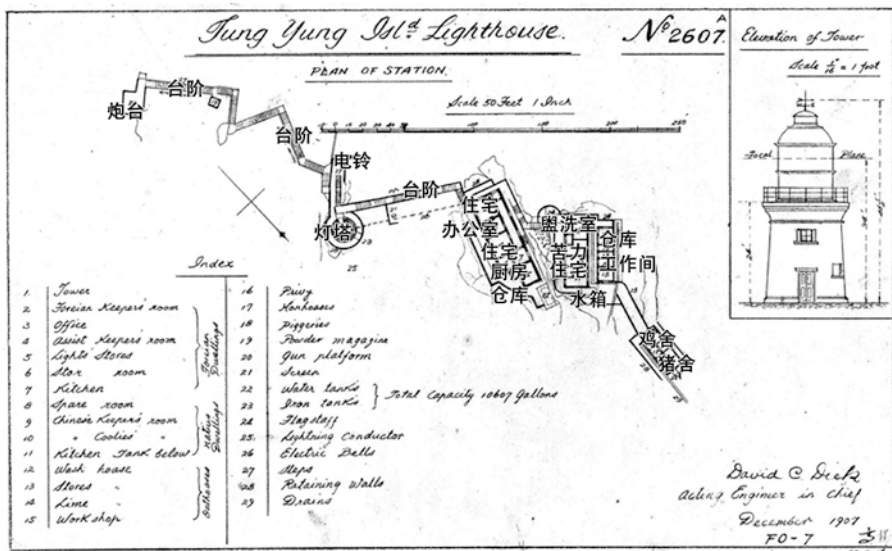 Tung Yung Isl^d Lighthouse.
Nº 2607.^A
PLAN OF STATION.
Scale 50 Feet 1 Inch
Elevation of Tower
Focal Plane
炮台
台阶
台阶
电铃
台阶
灯塔
住宅
办公室
住宅
厨房
仓库
盥洗室
苦力
住宅
仓库
工作间
水箱
鸡舍
猪舍
Index
1 Tower
2 Foreign Keepers' room
3 Office
4 Assist Keepers' room
5 Lights' Stores
6 Stor room
7 Kitchen
8 Spare room
9 Chinese Keepers' room
10 " Coolies' "
11 Kitchen Tank below
12 Wash house
13 Stores "
14 Lime "
15 Workshop
Foreign Dwellings
Native Dwellings
Outhouses
16 Privy
17 Henhouses
18 Piggeries
19 Powder magazine
20 Gun platform
21 Screen
22 Water tanks
23 Iron tanks
Total Capacity 10607 Gallons
24 Flagstaff
25 Lightning Conductor
26 Electric Bells
27 Steps
28 Retaining Walls
29 Drains
David C. Dick
Acting Engineer in Chief
December 1907
FO-7